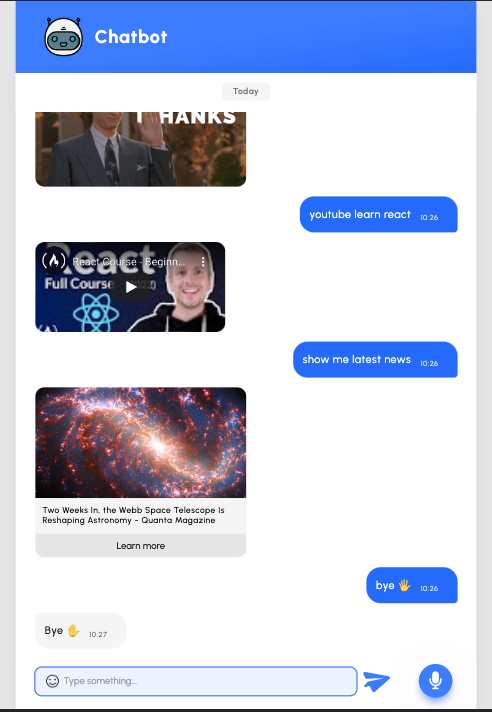 Chatbot
Today
THANKS
youtube learn react 10:26
React Course - Beginn...
React
Full Course
show me latest news 10:26
Two Weeks In, the Webb Space Telescope Is
Reshaping Astronomy - Quanta Magazine
Learn more
bye 🖐 10:26
Bye ✋ 10:27
Type something...